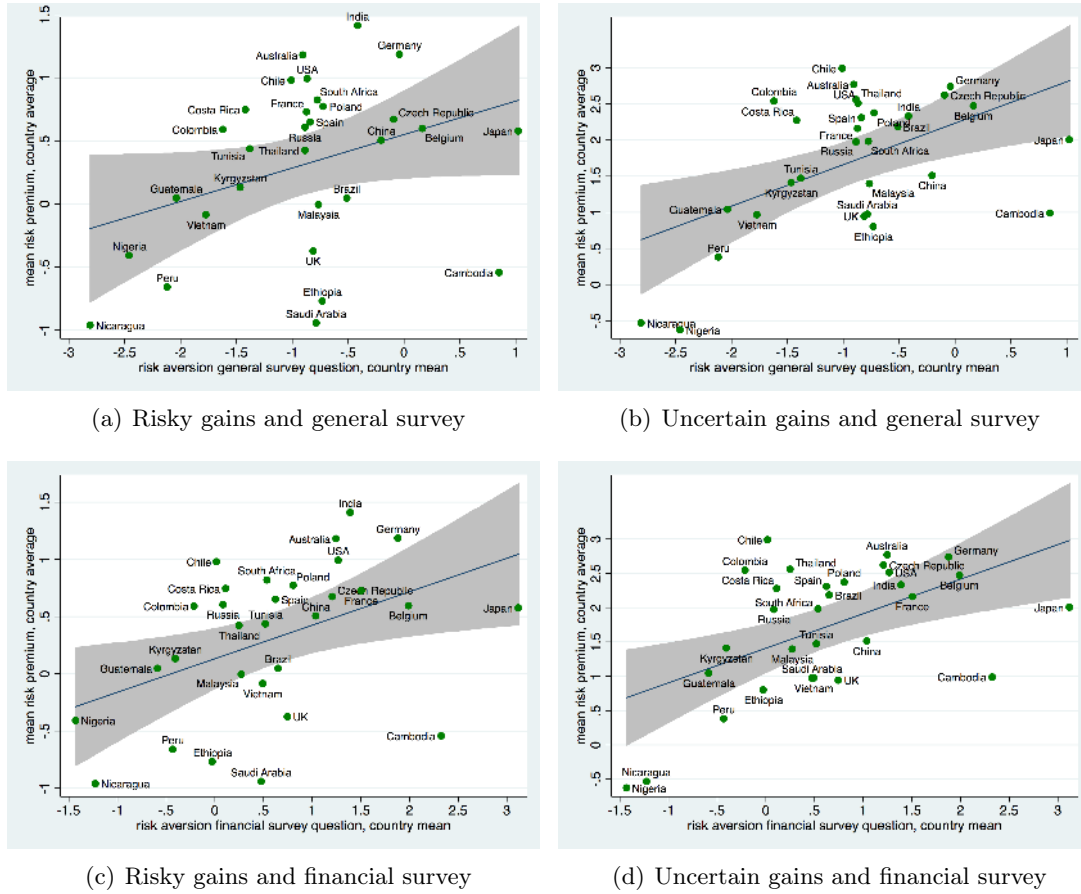 mean risk premium, country average
1.5
1
.5
0
-.5
-1
India
Germany
Australia
USA
Chile
South Africa
Poland
Costa Rica
France
Czech Republic
Colombia
Spain
Russia
China
Belgium
Japan
Tunisia
Thailand
Kyrgyzstan
Guatemala
Brazil
Vietnam
Malaysia
Nigeria
UK
Peru
Ethiopia
Cambodia
Saudi Arabia
Nicaragua
-3 -2.5 -2 -1.5 -1 -.5 0 .5 1
risk aversion general survey question, country mean
(a) Risky gains and general survey
mean risk premium, country average
3
2.5
2
1.5
1
.5
0
-.5
Chile
Germany
Australia
Colombia
USA
Thailand
Czech Republic
Costa Rica
India
Spain
Poland
Brazil
Belgium
France
Russia
South Africa
Japan
Tunisia
Kyrgyzstan
Malaysia
China
Guatemala
Saudi Arabia
Vietnam
UK
Cambodia
Ethiopia
Peru
Nicaragua
Nigeria
-3 -2.5 -2 -1.5 -1 -.5 0 .5 1
risk aversion general survey question, country mean
(b) Uncertain gains and general survey
mean risk premium, country average
1.5
1
.5
0
-.5
-1
India
Germany
Australia
USA
Chile
South Africa
Poland
Costa Rica
Czech Republic
Colombia
Spain
France
Russia
Tunisia
China
Belgium
Japan
Thailand
Kyrgyzstan
Guatemala
Brazil
Malaysia
Vietnam
Nigeria
UK
Peru
Ethiopia
Cambodia
Saudi Arabia
Nicaragua
-1.5 -1 -.5 0 .5 1 1.5 2 2.5 3
risk aversion financial survey question, country mean
(c) Risky gains and financial survey
mean risk premium, country average
3
2.5
2
1.5
1
.5
0
-.5
Chile
Australia
Germany
Colombia
Thailand
Czech Republic
Poland
USA
Costa Rica
Spain
India
Belgium
Brazil
South Africa
France
Russia
Japan
Tunisia
Kyrgyzstan
Malaysia
China
Guatemala
Saudi Arabia
Vietnam
UK
Cambodia
Ethiopia
Peru
Nicaragua
Nigeria
-1.5 -1 -.5 0 .5 1 1.5 2 2.5 3
risk aversion financial survey question, country mean
(d) Uncertain gains and financial survey